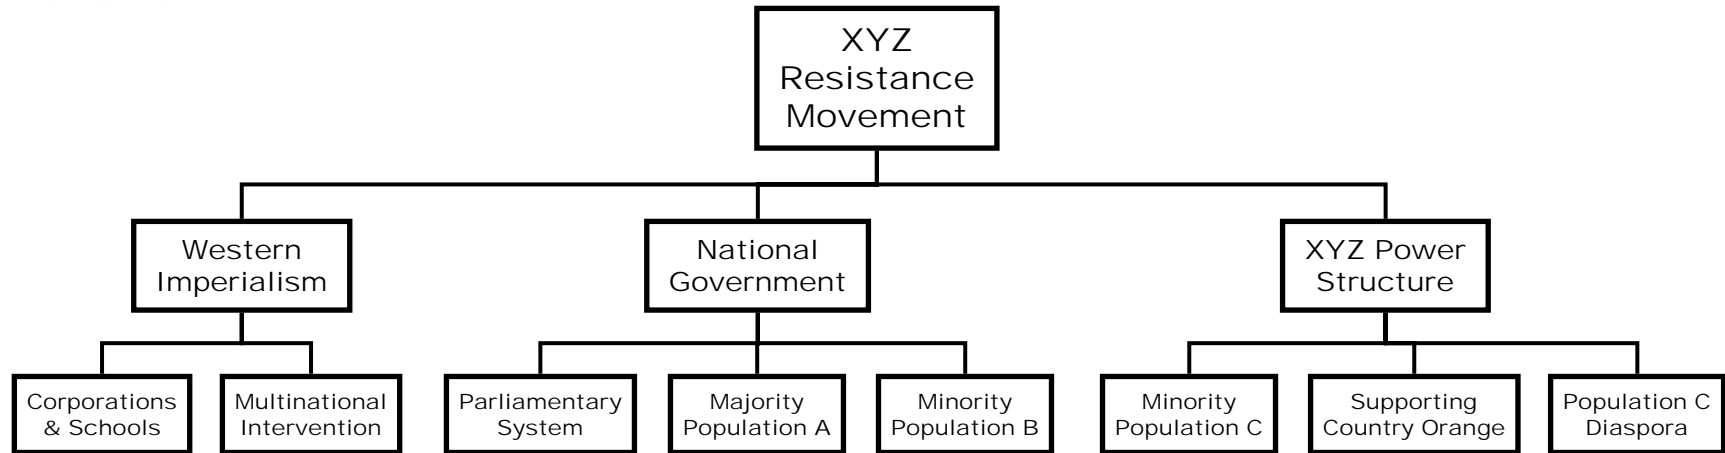 XYZ
Resistance
Movement
Western
Imperialism
National
Government
XYZ Power
Structure
Corporations
& Schools
Multinational
Intervention
Parliamentary
System
Majority
Population A
Minority
Population B
Minority
Population C
Supporting
Country Orange
Population C
Diaspora